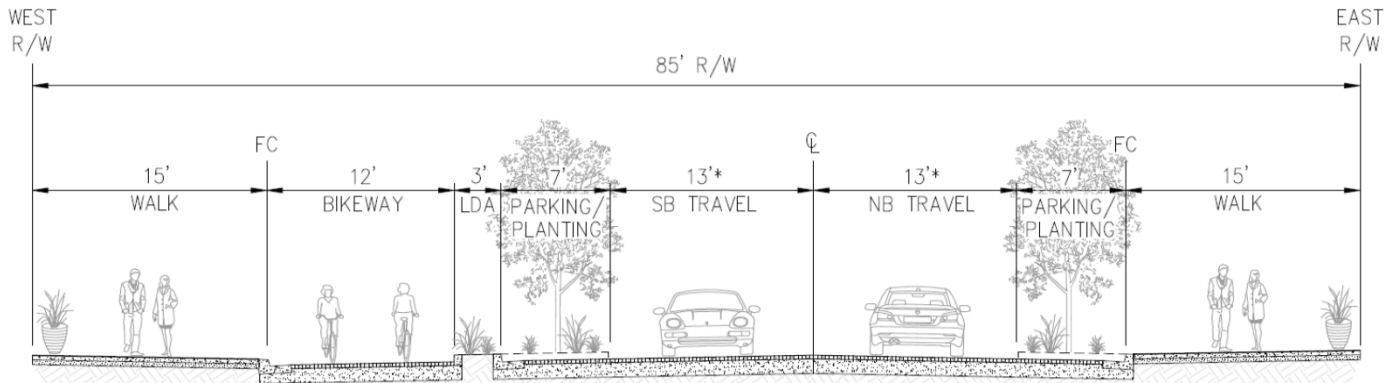 WEST
R/W
EAST
R/W
85' R/W
FC
℄
FC
15'
WALK
12'
BIKEWAY
3'
LDA
7'
PARKING/
PLANTING
13'*
SB TRAVEL
13'*
NB TRAVEL
7'
PARKING/
PLANTING
15'
WALK